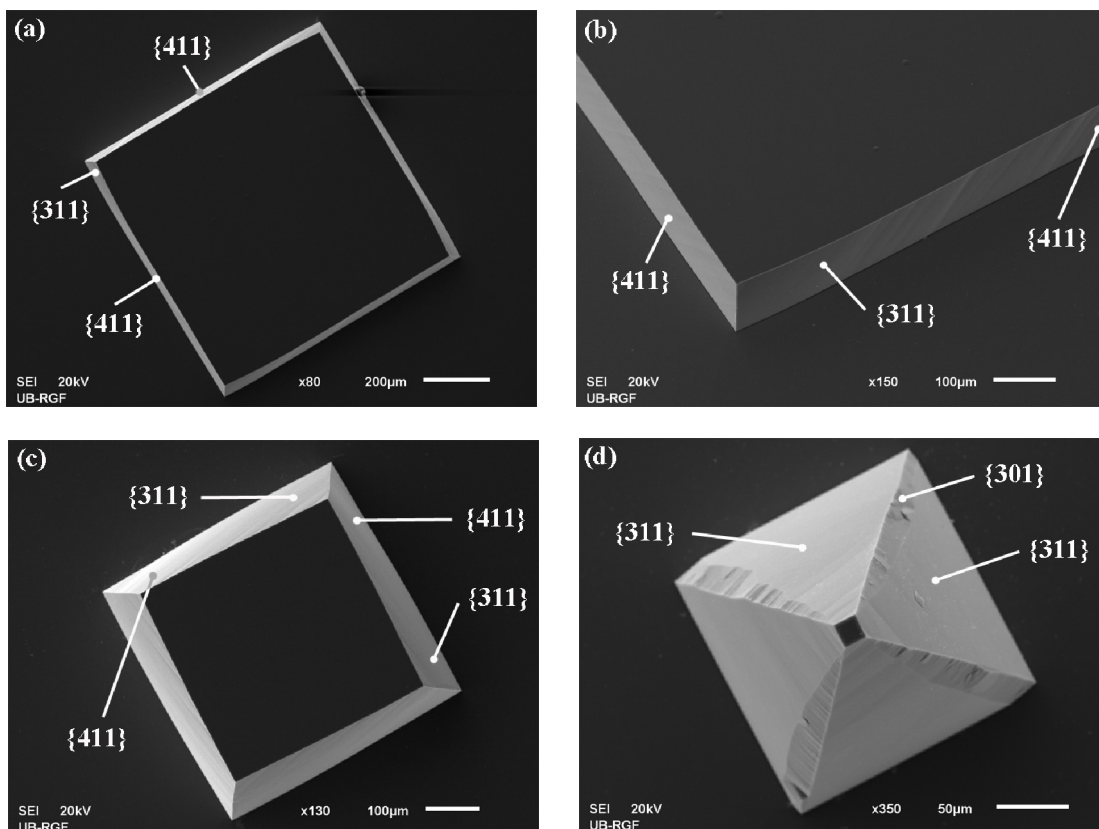 (a)
{411}
{311}
{411}
SEI 20kV x80 200µm
UB-RGF
(b)
{411}
{411}
{311}
SEI 20kV x150 100µm
UB-RGF
(c)
{311}
{411}
{311}
{411}
SEI 20kV x130 100µm
UB-RGF
(d)
{301}
{311}
{311}
SEI 20kV x350 50µm
UB-RGF